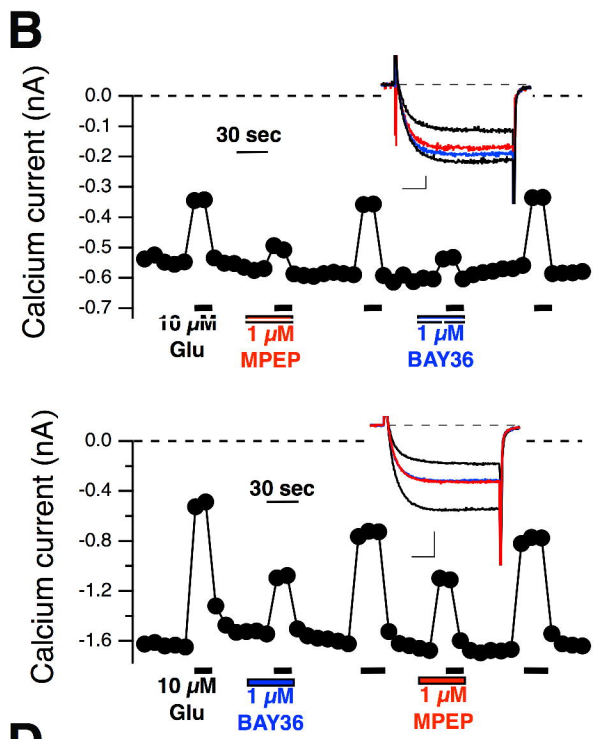 B
Calcium current (nA)
0.0
-0.1
-0.2
-0.3
-0.4
-0.5
-0.6
-0.7
30 sec
10 µM
Glu
1 µM
MPEP
1 µM
BAY36
Calcium current (nA)
0.0
-0.4
-0.8
-1.2
-1.6
30 sec
10 µM
Glu
1 µM
BAY36
1 µM
MPEP